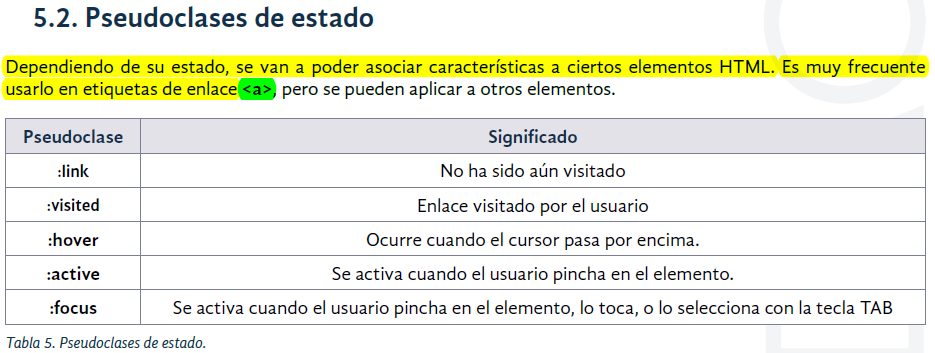 5.2. Pseudoclases de estado
Dependiendo de su estado, se van a poder asociar características a ciertos elementos HTML. Es muy frecuente
usarlo en etiquetas de enlace <a>, pero se pueden aplicar a otros elementos.
Pseudoclase Significado
:link No ha sido aún visitado
:visited Enlace visitado por el usuario
:hover Ocurre cuando el cursor pasa por encima.
:active Se activa cuando el usuario pincha en el elemento.
:focus Se activa cuando el usuario pincha en el elemento, lo toca, o lo selecciona con la tecla TAB
Tabla 5. Pseudoclases de estado.